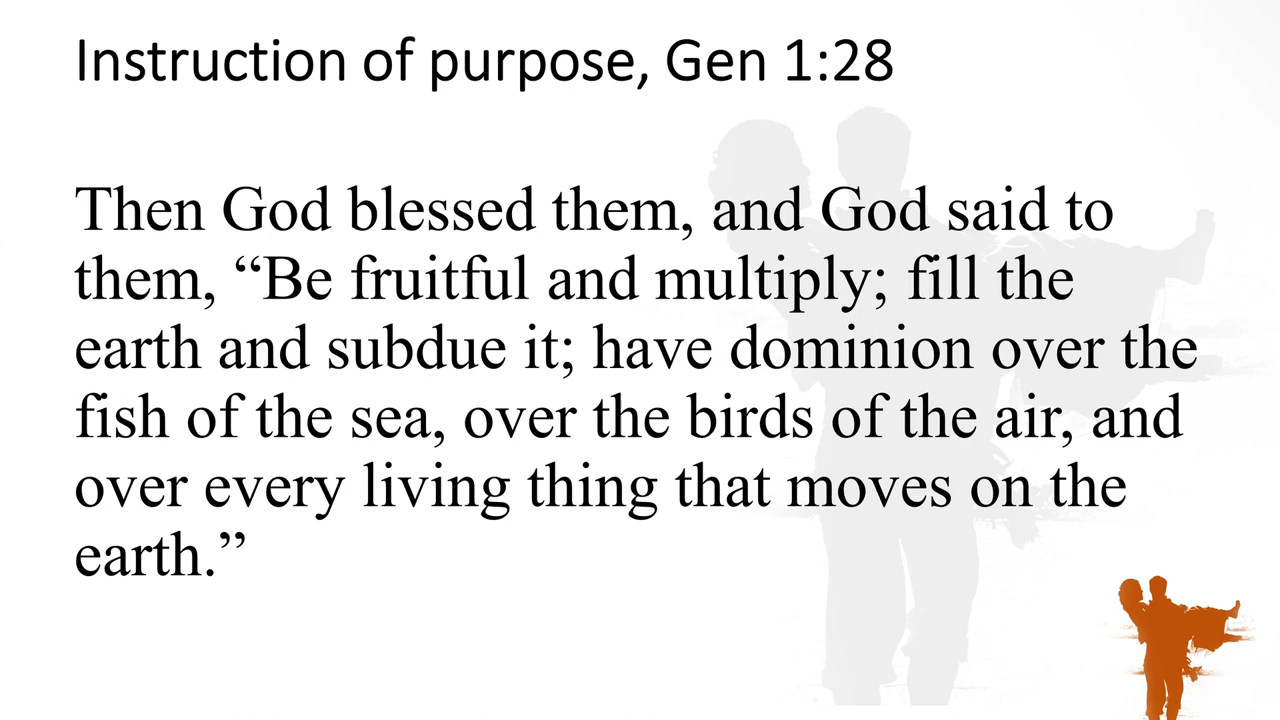 Instruction of purpose, Gen 1:28
Then God blessed them, and God said to
them, “Be fruitful and multiply; fill the
earth and subdue it; have dominion over the
fish of the sea, over the birds of the air, and
over every living thing that moves on the
earth.”